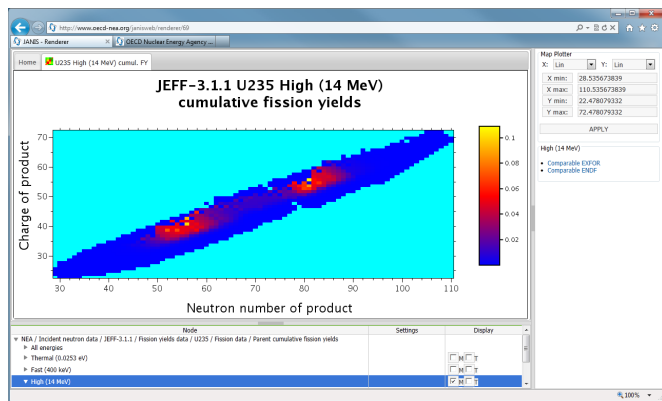 http://www.oecd-nea.org/janisweb/renderer/69
JANIS - Renderer
OECD Nuclear Energy Agency ...
Home
U235 High (14 MeV) cumul. FY
JEFF-3.1.1 U235 High (14 MeV)
cumulative fission yields
Charge of product
70
60
50
40
30
30 40 50 60 70 80 90 100 110
Neutron number of product
0.1
0.08
0.06
0.04
0.02
Map Plotter
X: Lin Y: Lin
X min: 28.535673839
X max: 110.535673839
Y min: 22.478079332
Y max: 72.478079332
APPLY
High (14 MeV)
Comparable EXFOR
Comparable ENDF
Node Settings Display
NEA / Incident neutron data / JEFF-3.1.1 / Fission yields data / U235 / Fission data / Parent cumulative fission yields
All energies
Thermal (0.0253 eV) M T
Fast (400 keV) M T
High (14 MeV) M T
100%